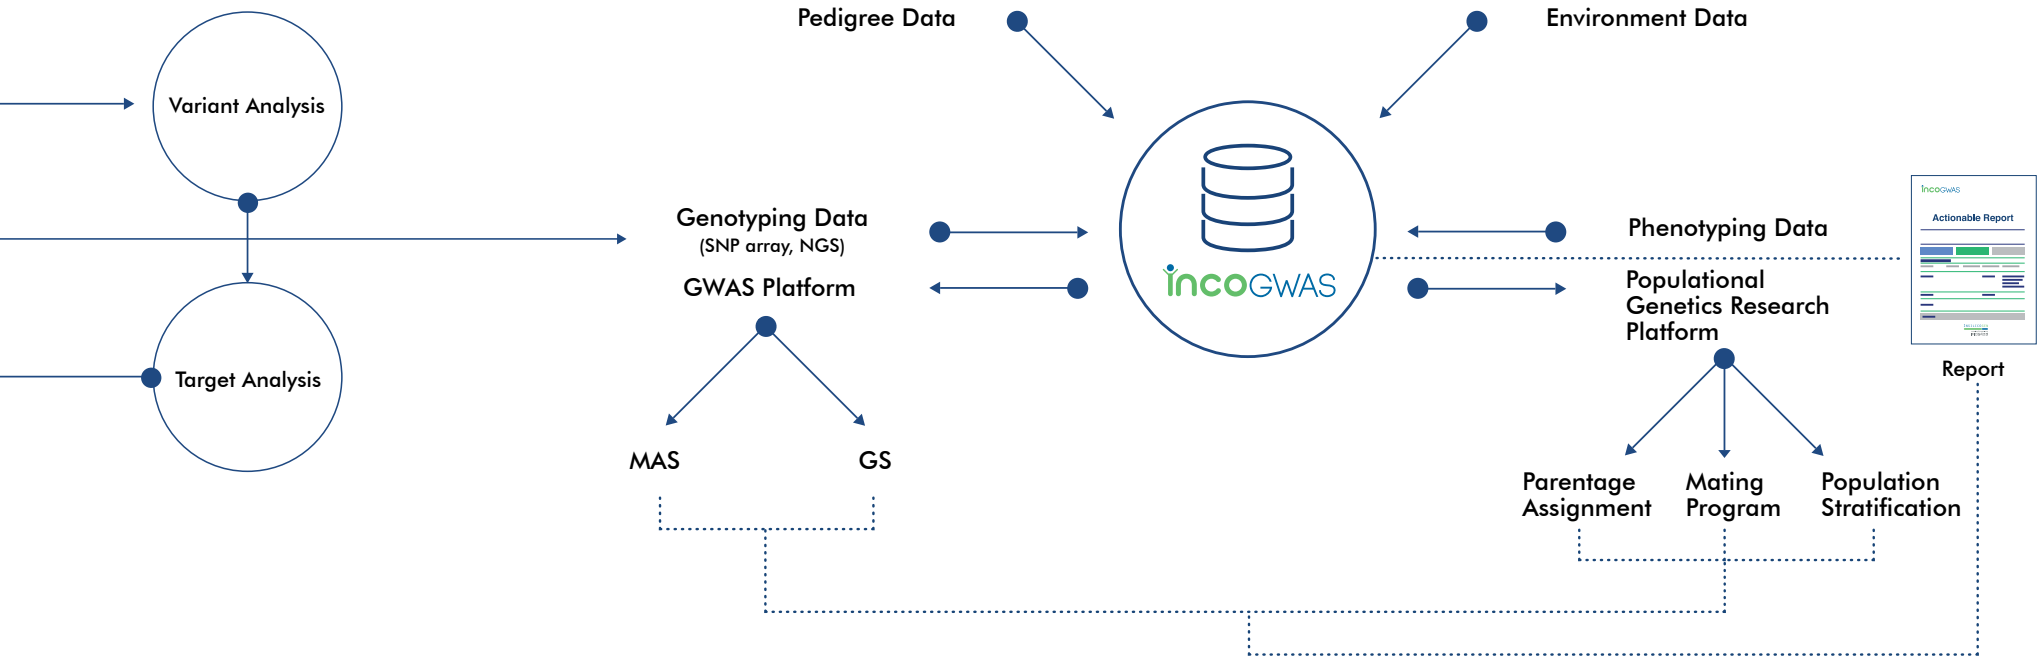 Pedigree Data
Environment Data
Variant Analysis
Genotyping Data
(SNP array, NGS)
GWAS Platform
incoGWAS
Phenotyping Data
Populational
Genetics Research
Platform
incoGWAS
Actionable Report
Report
Target Analysis
MAS
GS
Parentage
Assignment
Mating
Program
Population
Stratification